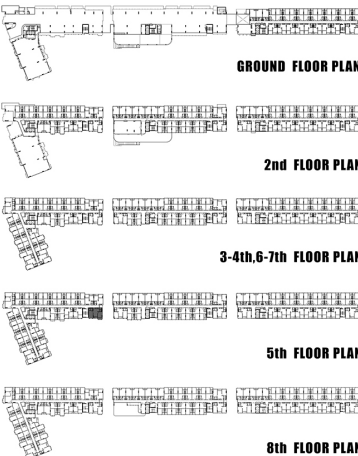 GROUND FLOOR PLAN
2nd FLOOR PLAN
3-4th,6-7th FLOOR PLAN
5th FLOOR PLAN
8th FLOOR PLAN